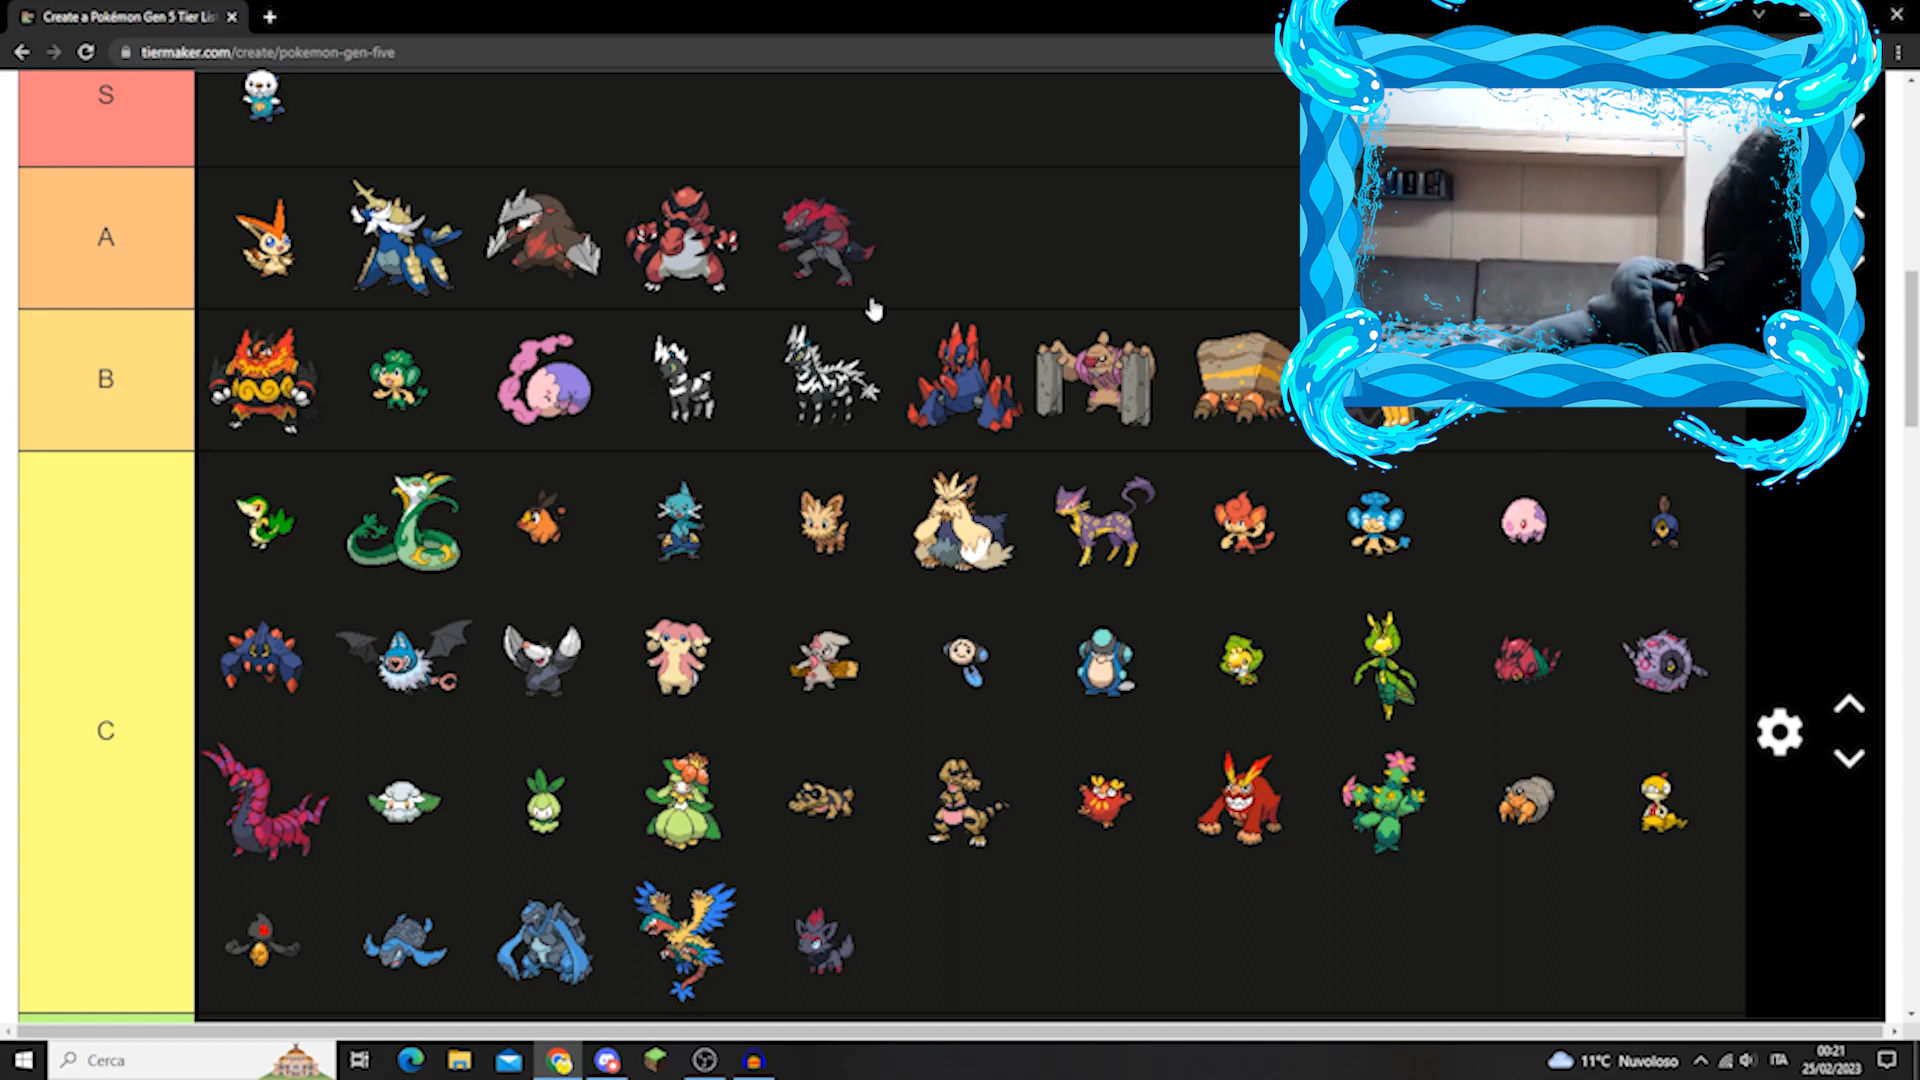 Create a Pokémon Gen 5 Tier Lis
tiermaker.com/create/pokemon-gen-five
S
A
B
C
Cerca
11°C Nuvoloso
ITA
00:21
25/02/2023